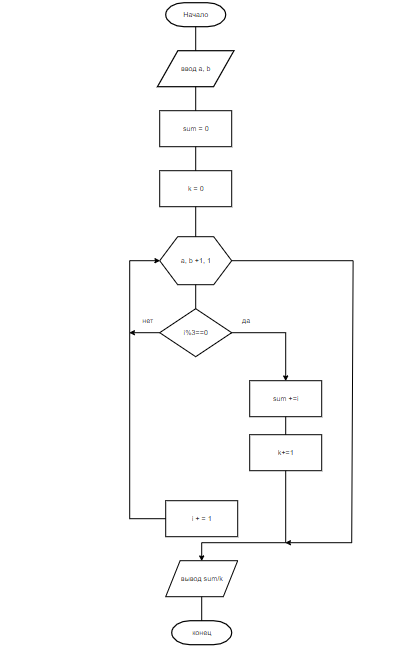 Начало
ввод a, b
sum = 0
k = 0
a, b +1, 1
нет
да
i%3==0
sum +=i
k+=1
i + = 1
вывод sum/k
конец